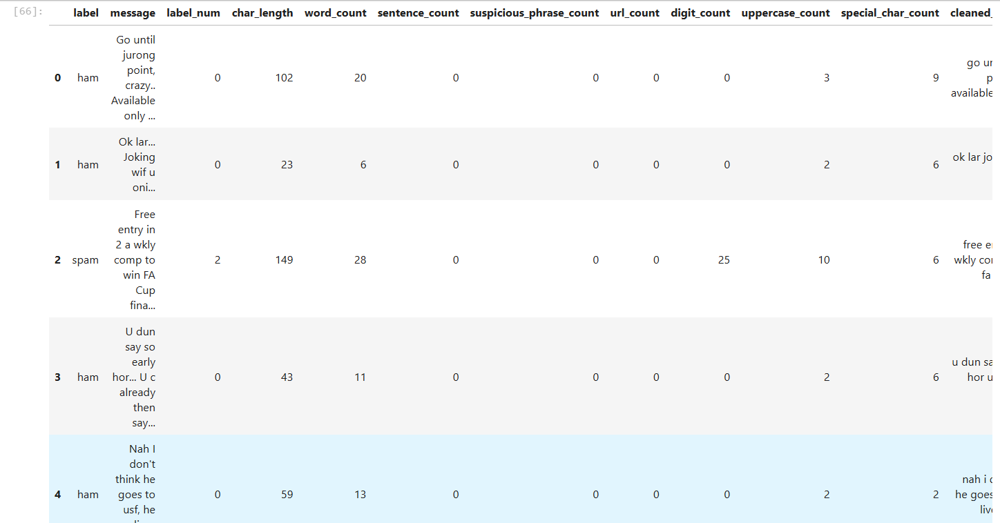 [66]:
label message label_num char_length word_count sentence_count suspicious_phrase_count url_count digit_count uppercase_count special_char_count cleaned_
Go until
jurong
point,
crazy..
Available
only ...
0 ham 0 102 20 0 0 0 0 3 9
go ur
p
available
Ok lar...
Joking
wif u
oni...
1 ham 0 23 6 0 0 0 0 2 6
ok lar jo
Free
entry in
2 a wkly
comp to
win FA
Cup
fina...
2 spam 2 149 28 0 0 0 25 10 6
free e
wkly co
fa
U dun
say so
early
hor... U c
already
then
say...
3 ham 0 43 11 0 0 0 0 2 6
u dun sa
hor u
Nah I
don't
think he
goes to
usf, he
4 ham 0 59 13 0 0 0 0 2 2
nah i
he goes
live